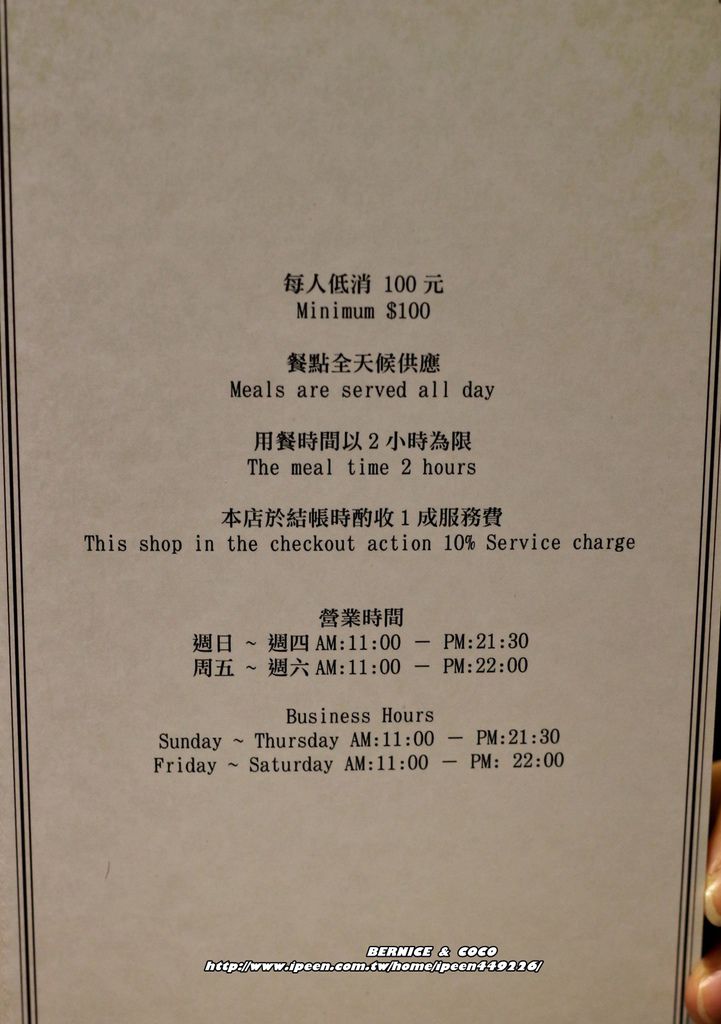 每人低消 100 元
Minimum $100
餐點全天候供應
Meals are served all day
用餐時間以 2 小時為限
The meal time 2 hours
本店於結帳時酌收 1 成服務費
This shop in the checkout action 10% Service charge
營業時間
週日 ~ 週四 AM:11:00 － PM:21:30
周五 ~ 週六 AM:11:00 － PM:22:00
Business Hours
Sunday ~ Thursday AM:11:00 － PM:21:30
Friday ~ Saturday AM:11:00 － PM: 22:00
BERNICE & COCO
http://www.ipeen.com.tw/home/ipeen449226/